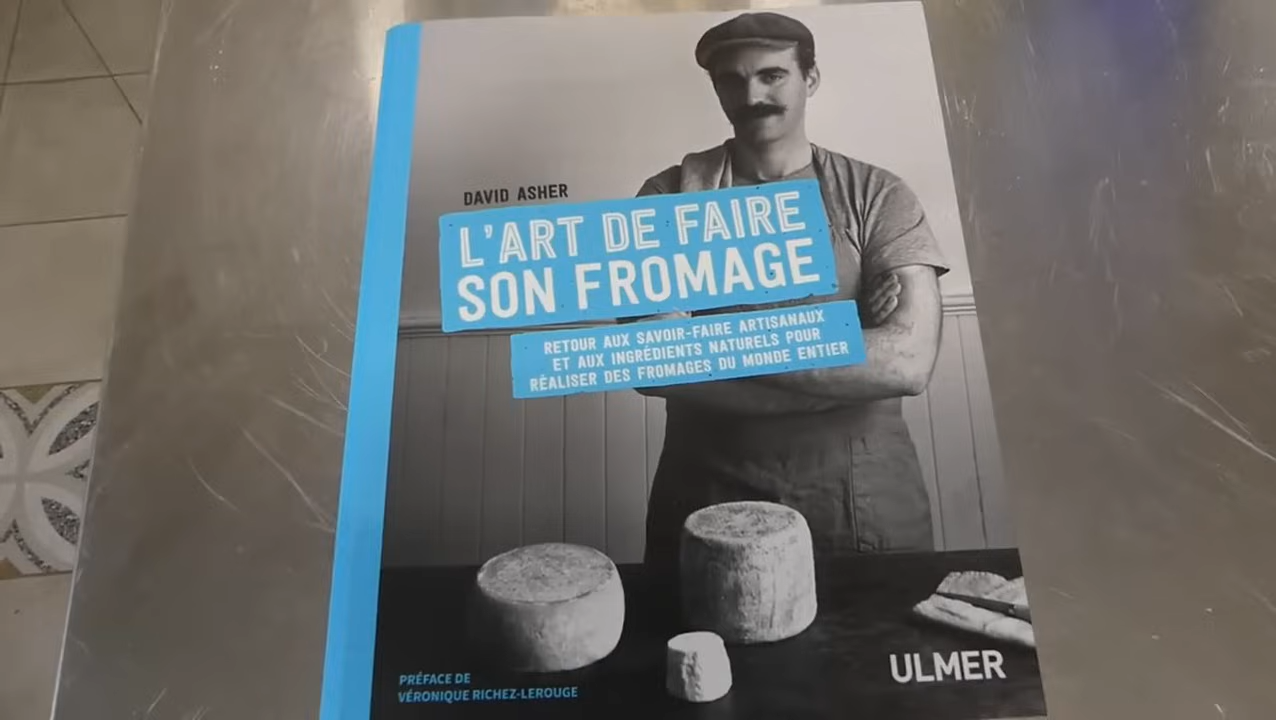 DAVID ASHER
L'ART DE FAIRE
SON FROMAGE
RETOUR AUX SAVOIR-FAIRE ARTISANAUX
ET AUX INGRÉDIENTS NATURELS POUR
RÉALISER DES FROMAGES DU MONDE ENTIER
PRÉFACE DE
VÉRONIQUE RICHEZ-LEROUGE
ULMER